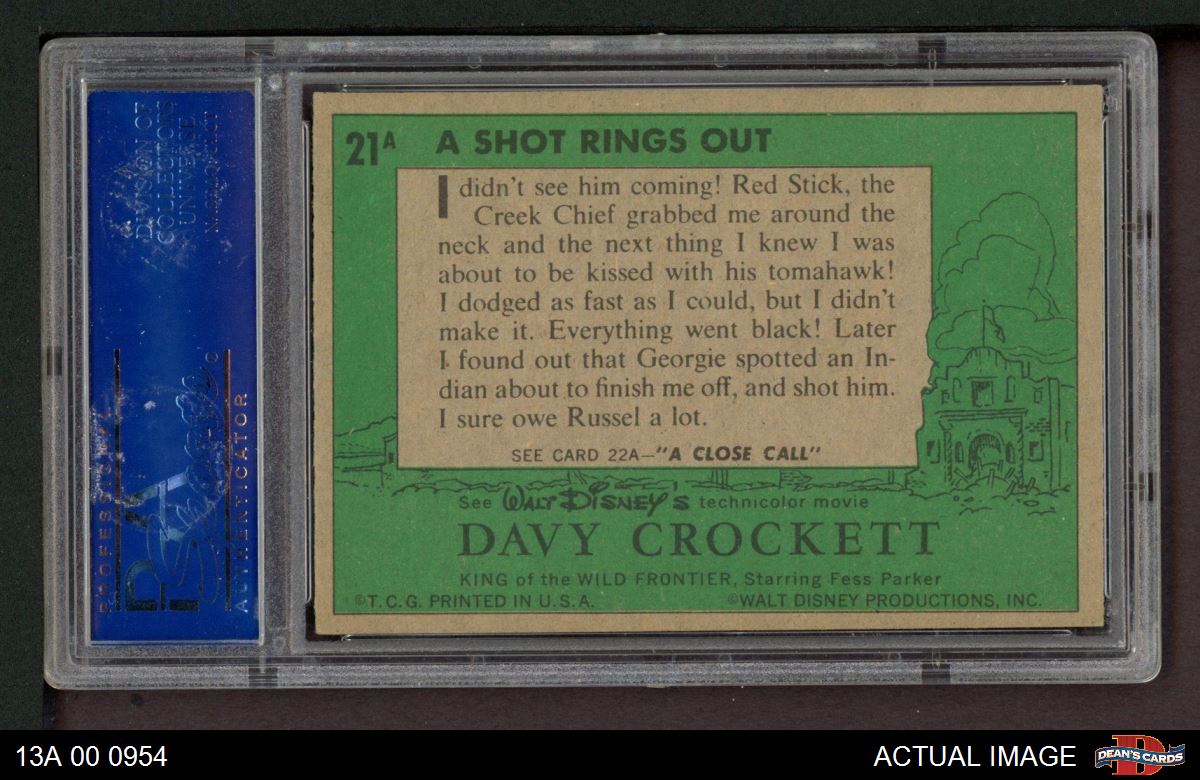 21A A SHOT RINGS OUT
I didn't see him coming! Red Stick, the
Creek Chief grabbed me around the
neck and the next thing I knew I was
about to be kissed with his tomahawk!
I dodged as fast as I could, but I didn't
make it. Everything went black! Later
I found out that Georgie spotted an In-
dian about to finish me off, and shot him.
I sure owe Russel a lot.
SEE CARD 22A—"A CLOSE CALL"
See WALT DISNEY'S technicolor movie
DAVY CROCKETT
KING of the WILD FRONTIER, Starring Fess Parker
©T.C.G. PRINTED IN U.S.A. ©WALT DISNEY PRODUCTIONS, INC.
DIVISION OF
COLLECTORS
UNIVERSE
PROFESSIONAL
PSA
AUTHENTICATOR
13A 00 0954
ACTUAL IMAGE
DEAN'S CARDS